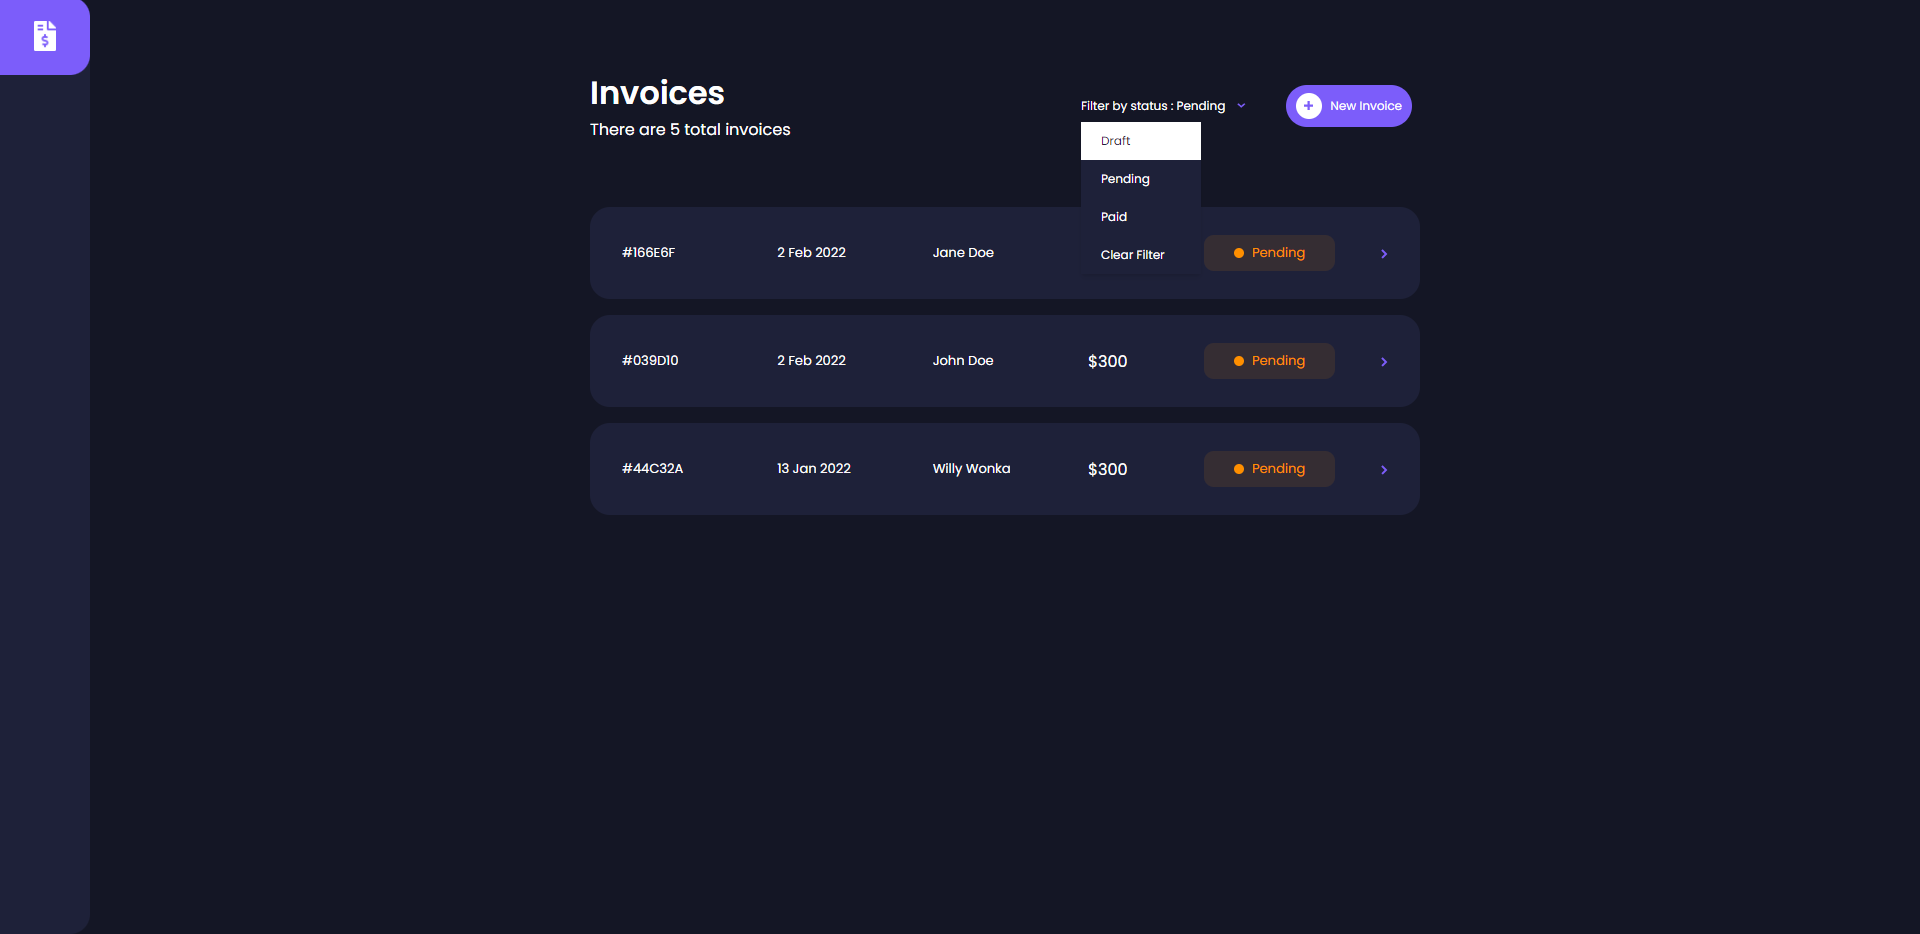 Invoices
There are 5 total invoices
Filter by status : Pending
New Invoice
Draft
Pending
Paid
Clear Filter
#166E6F 2 Feb 2022 Jane Doe Pending
#039D10 2 Feb 2022 John Doe $300 Pending
#44C32A 13 Jan 2022 Willy Wonka $300 Pending